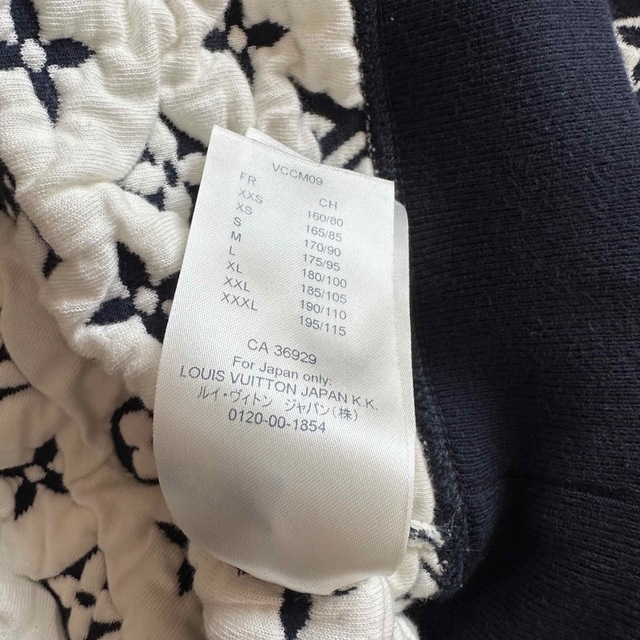 VCCM09
FR CH
XXS 160/80
XS 165/85
S 170/90
M 175/95
L 180/100
XL 185/105
XXL 190/110
XXXL 195/115
CA 36929
For Japan only:
LOUIS VUITTON JAPAN K.K.
ルイ・ヴィトン ジャパン(株)
0120-00-1854